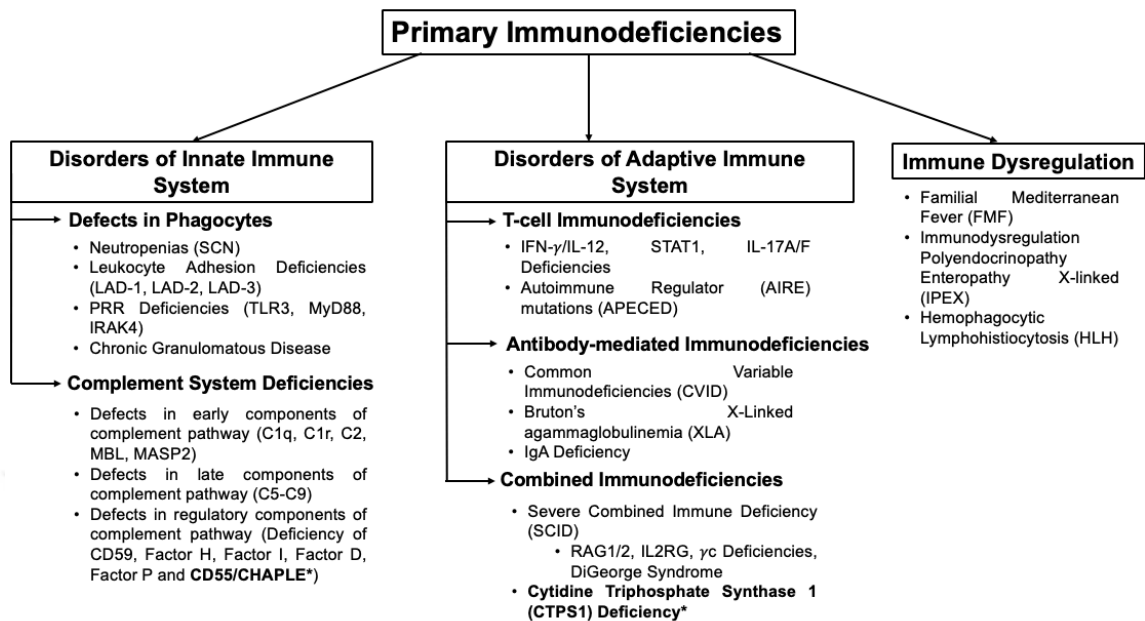 Primary Immunodeficiencies
Disorders of Innate Immune
System
Defects in Phagocytes
• Neutropenias (SCN)
• Leukocyte Adhesion Deficiencies
(LAD-1, LAD-2, LAD-3)
• PRR Deficiencies (TLR3, MyD88,
IRAK4)
• Chronic Granulomatous Disease
Complement System Deficiencies
• Defects in early components of
complement pathway (C1q, C1r, C2,
MBL, MASP2)
• Defects in late components of
complement pathway (C5-C9)
• Defects in regulatory components of
complement pathway (Deficiency of
CD59, Factor H, Factor I, Factor D,
Factor P and CD55/CHAPLE*)
Disorders of Adaptive Immune
System
T-cell Immunodeficiencies
• IFN-γ/IL-12, STAT1, IL-17A/F
Deficiencies
• Autoimmune Regulator (AIRE)
mutations (APECED)
Antibody-mediated Immunodeficiencies
• Common Variable
Immunodeficiencies (CVID)
• Bruton's X-Linked
agammaglobulinemia (XLA)
• IgA Deficiency
Combined Immunodeficiencies
• Severe Combined Immune Deficiency
(SCID)
• RAG1/2, IL2RG, γc Deficiencies,
DiGeorge Syndrome
• Cytidine Triphosphate Synthase 1
(CTPS1) Deficiency*
Immune Dysregulation
• Familial Mediterranean
Fever (FMF)
• Immunodysregulation
Polyendocrinopathy
Enteropathy X-linked
(IPEX)
• Hemophagocytic
Lymphohistiocytosis (HLH)